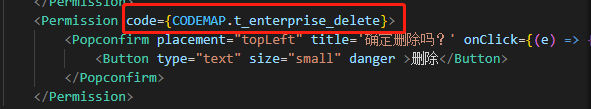 </Permission>
<Permission code={CODEMAP.t_enterprise_delete}>
<Popconfirm placement="topLeft" title='确定删除吗？' onClick={(e) => {
<Button type="text" size="small" danger >删除</Button>
</Popconfirm>
</Permission>